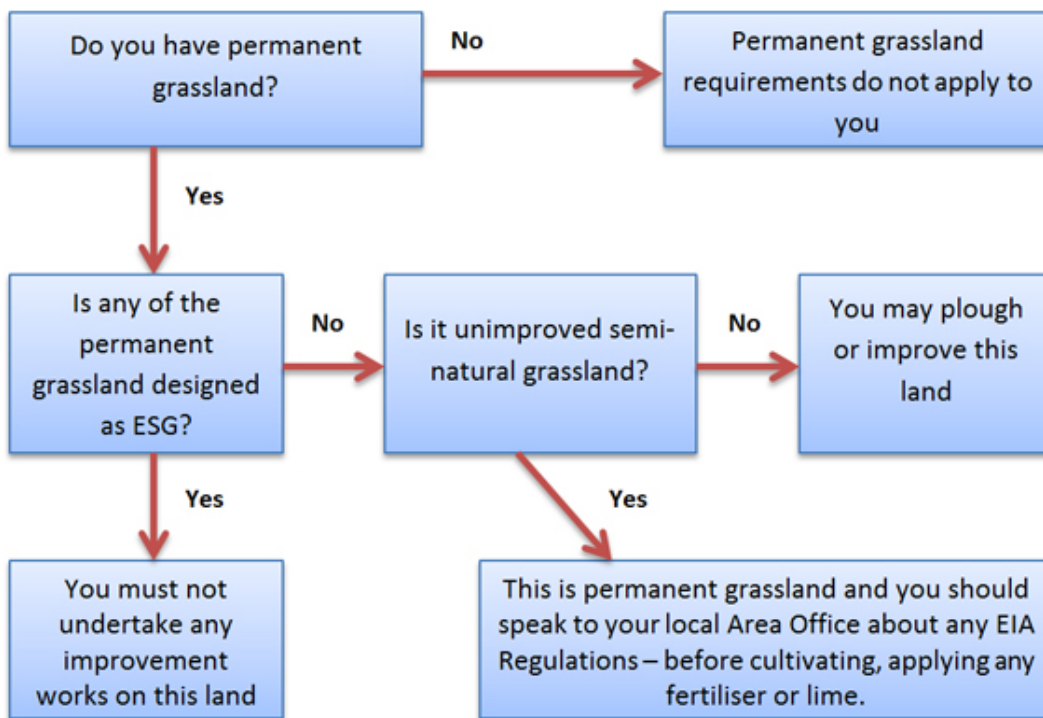 Do you have permanent
grassland?
No
Permanent grassland
requirements do not apply to
you
Yes
Is any of the
permanent
grassland designed
as ESG?
No
Is it unimproved semi-
natural grassland?
No
You may plough
or improve this
land
Yes
Yes
You must not
undertake any
improvement
works on this land
This is permanent grassland and you should
speak to your local Area Office about any EIA
Regulations – before cultivating, applying any
fertiliser or lime.